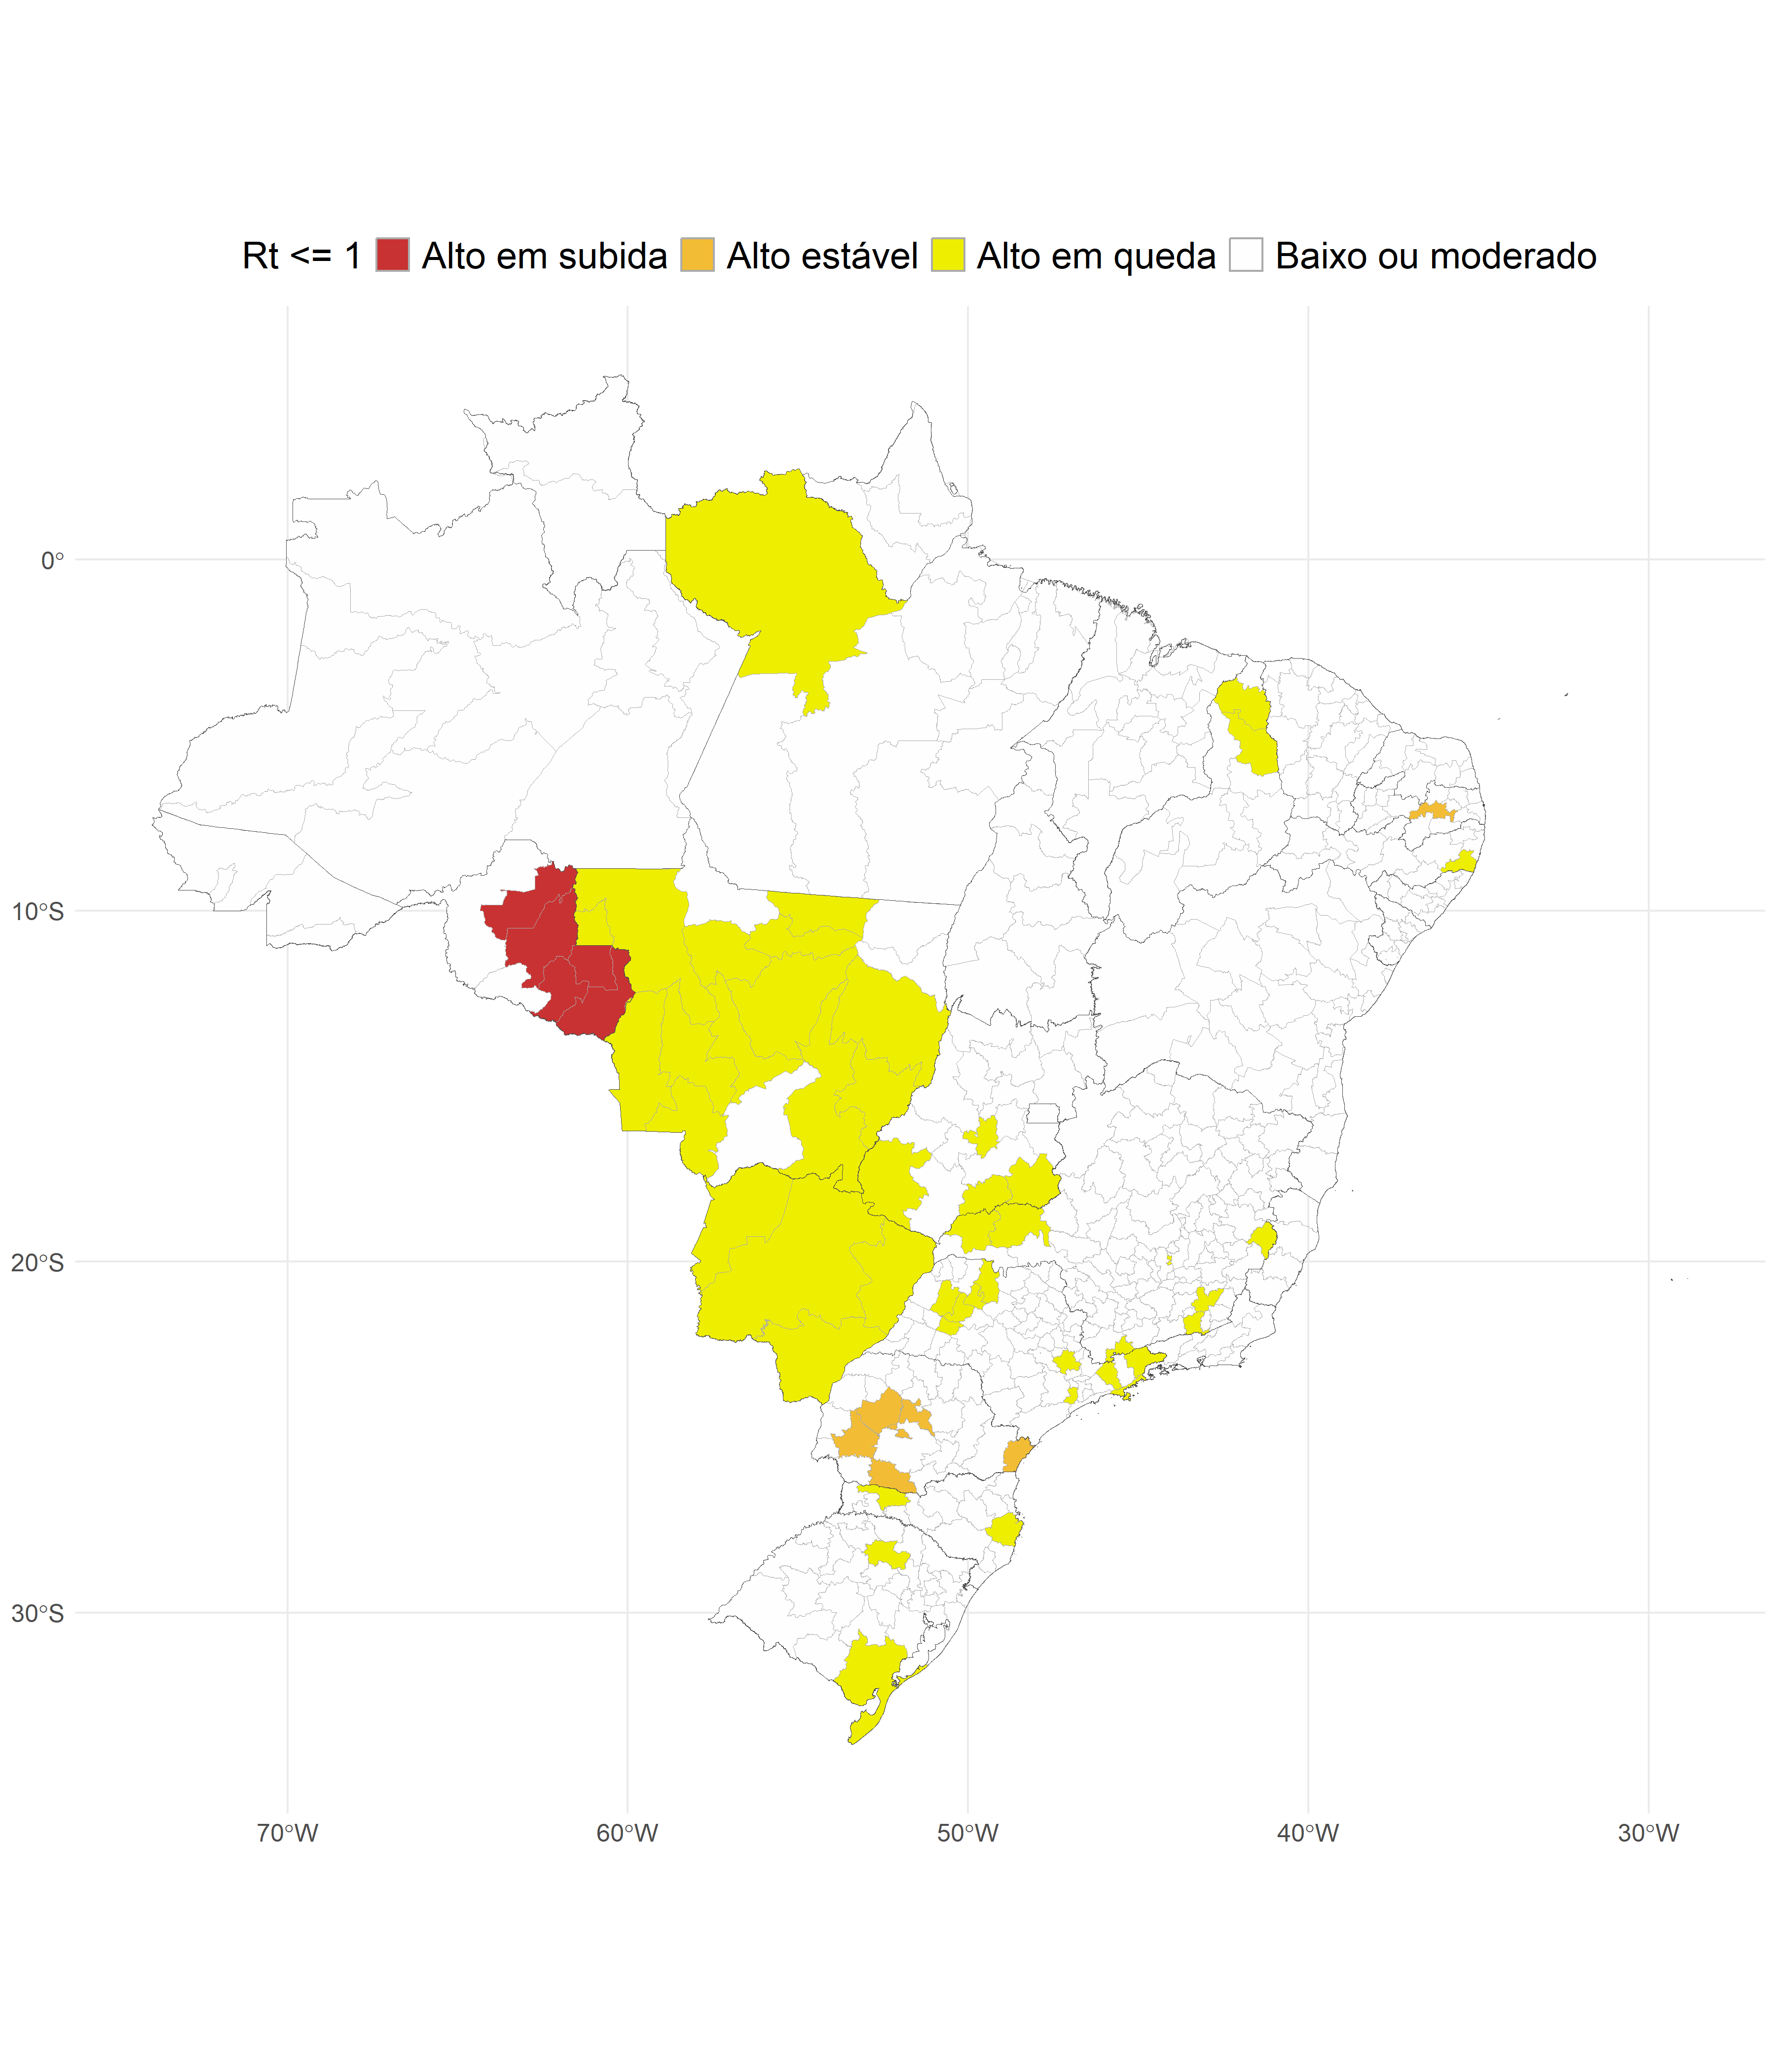 Rt <= 1 Alto em subida Alto estável Alto em queda Baixo ou moderado
0°
10°S
20°S
30°S
70°W 60°W 50°W 40°W 30°W